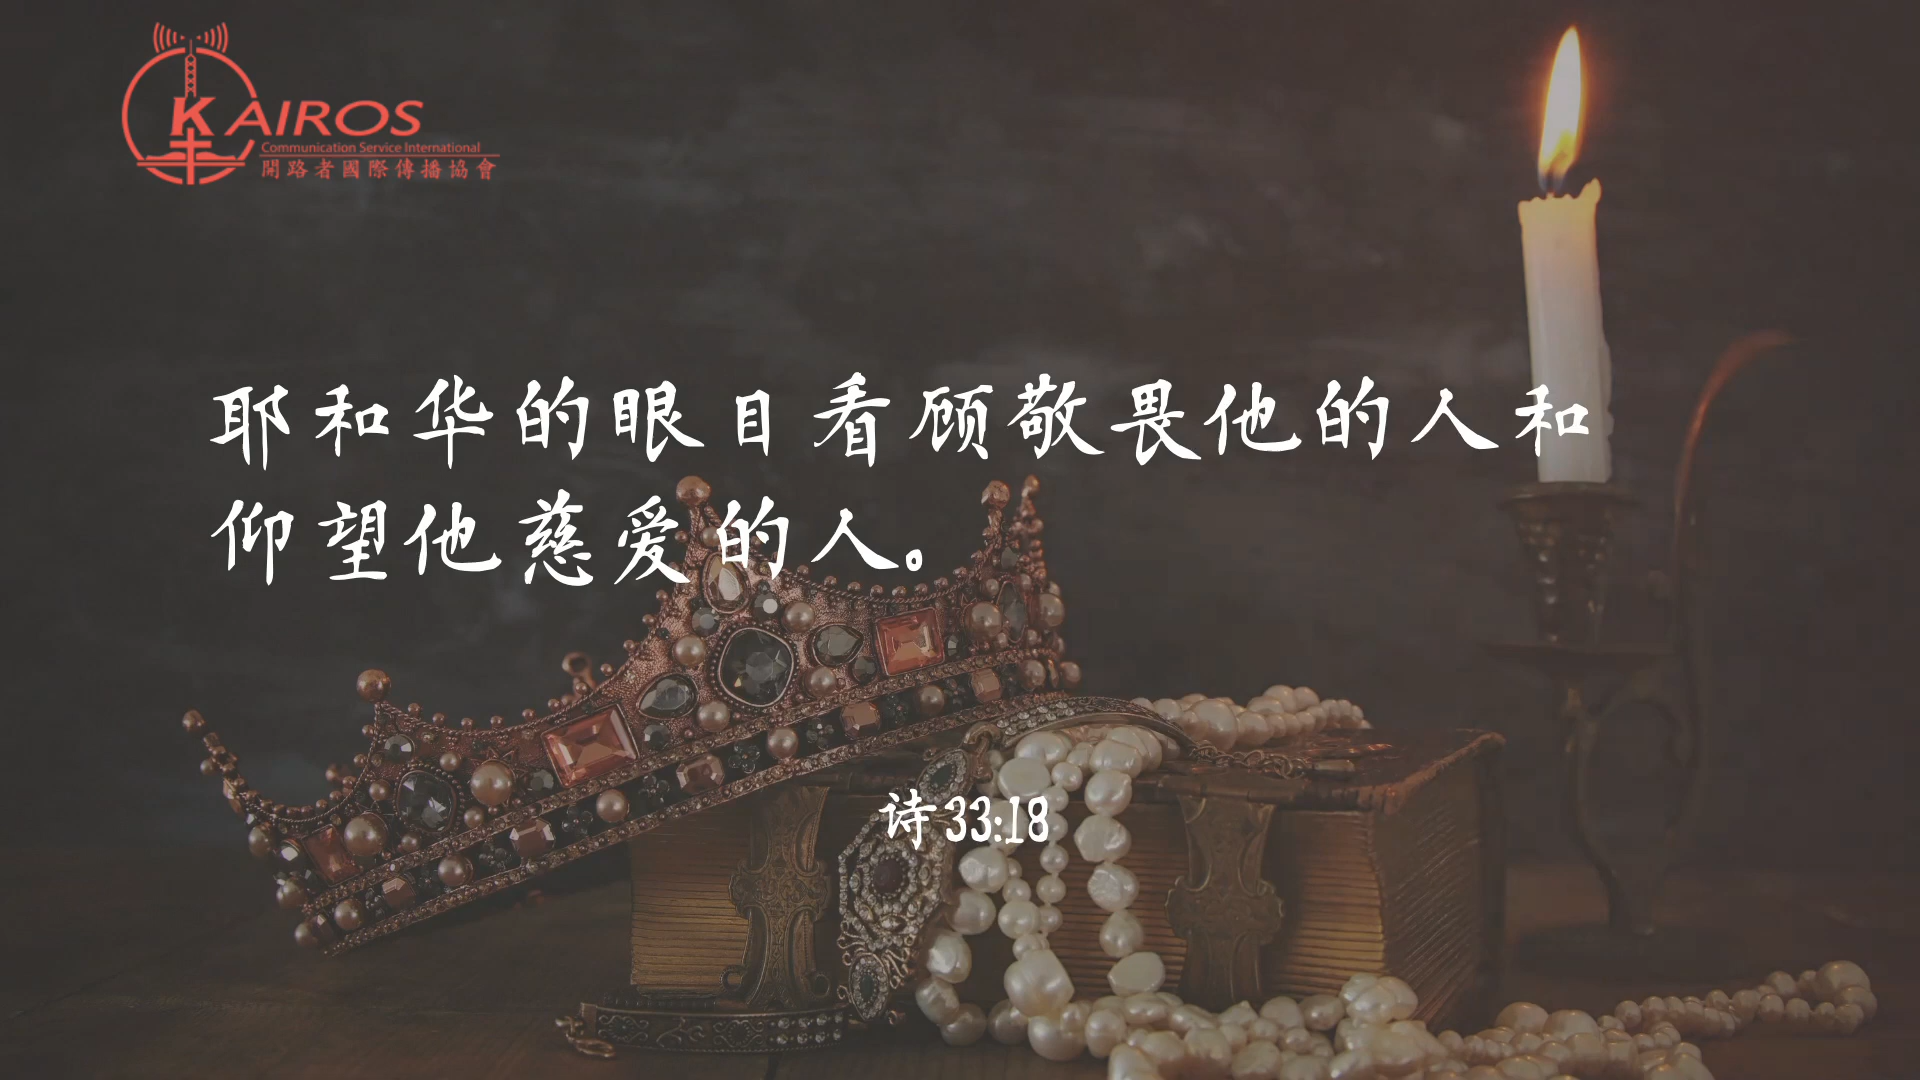 KAIROS
Communication Service International
開路者國際傳播協會
耶和华的眼目看顾敬畏他的人和
仰望他慈爱的人。
诗33:18